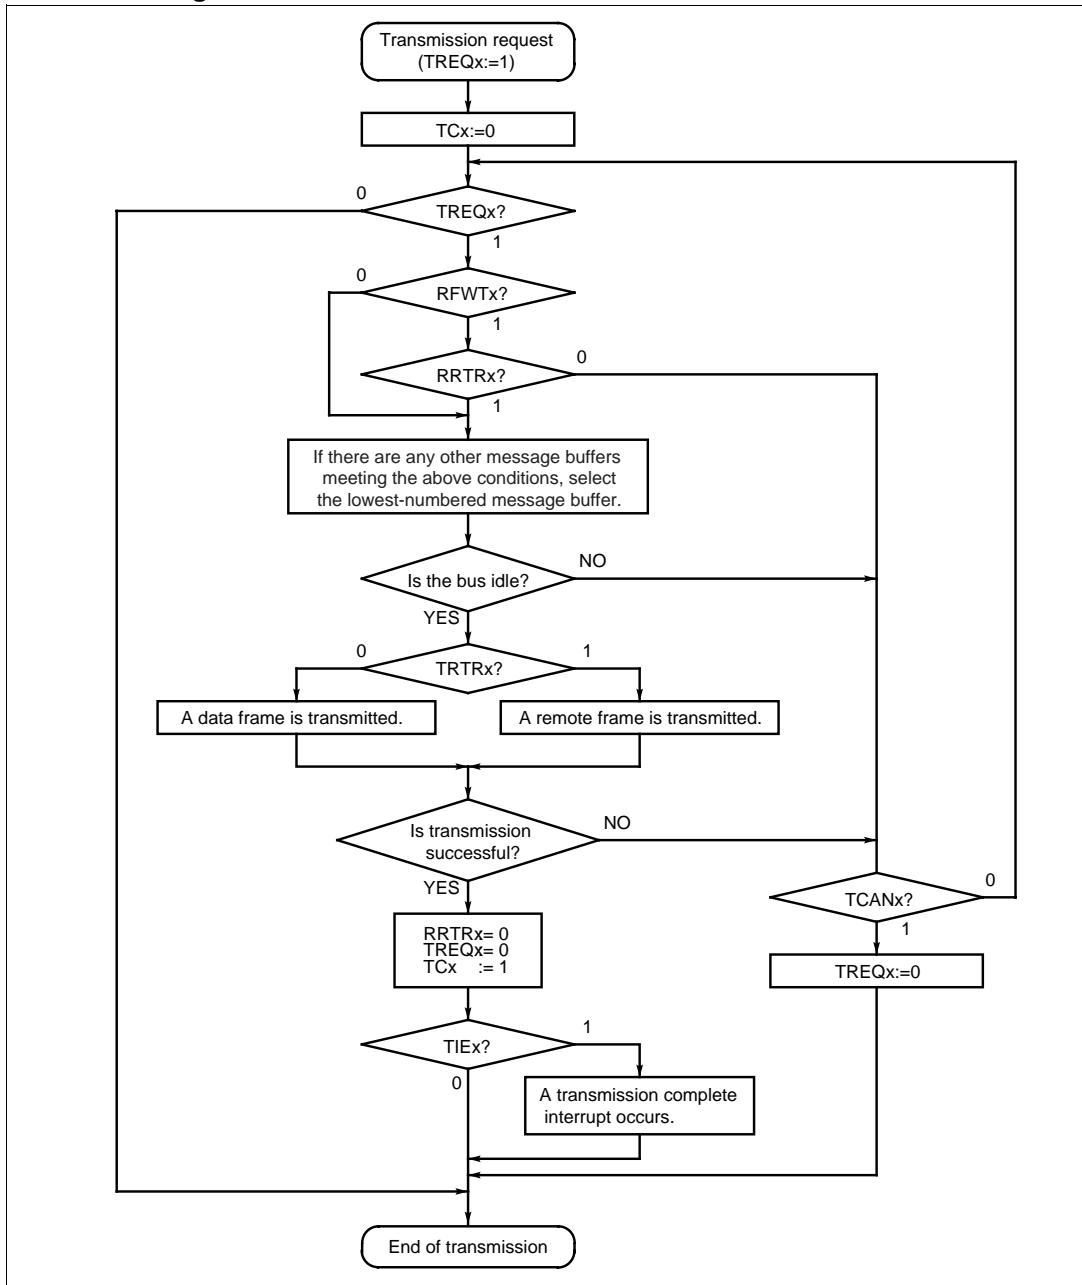 Transmission request
(TREQx:=1)
TCx:=0
0
TREQx?
1
0
RFWTx?
1
0
RRTRx?
1
If there are any other message buffers
meeting the above conditions, select
the lowest-numbered message buffer.
NO
Is the bus idle?
YES
0
1
TRTRx?
A data frame is transmitted.
A remote frame is transmitted.
NO
Is transmission
successful?
YES
0
TCANx?
1
RRTRx= 0
TREQx= 0
TCx := 1
TREQx:=0
1
TIEx?
0
A transmission complete
interrupt occurs.
End of transmission